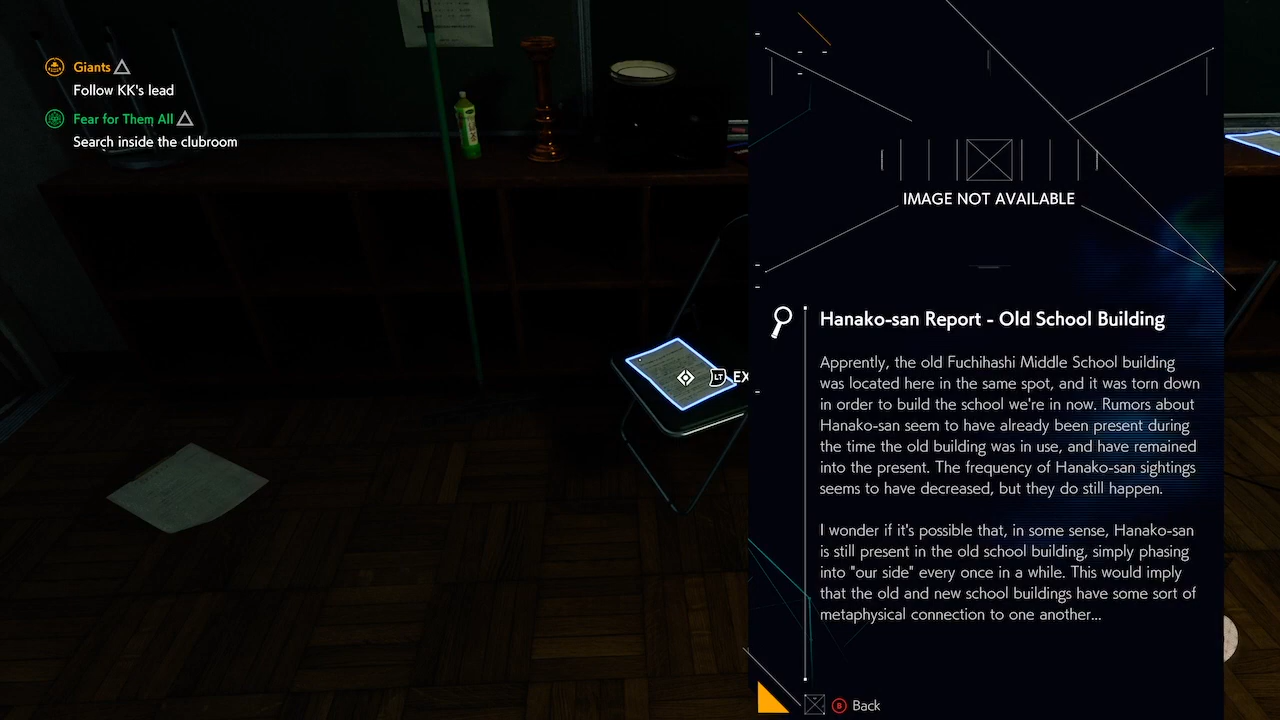 Giants
Follow KK's lead
Fear for Them All
Search inside the clubroom
LT EX
IMAGE NOT AVAILABLE
Hanako-san Report - Old School Building
Apprently, the old Fuchihashi Middle School building
was located here in the same spot, and it was torn down
in order to build the school we're in now. Rumors about
Hanako-san seem to have already been present during
the time the old building was in use, and have remained
into the present. The frequency of Hanako-san sightings
seems to have decreased, but they do still happen.
I wonder if it's possible that, in some sense, Hanako-san
is still present in the old school building, simply phasing
into "our side" every once in a while. This would imply
that the old and new school buildings have some sort of
metaphysical connection to one another...
B Back